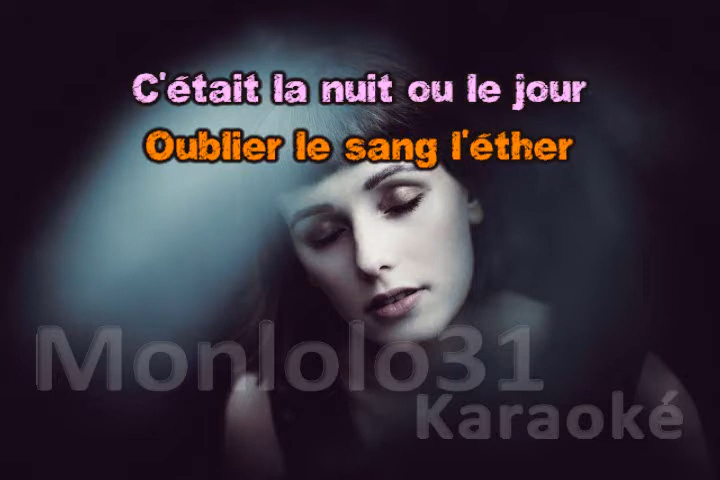 C'était la nuit ou le jour
Oublier le sang l'éther
Monlolo31
Karaoké